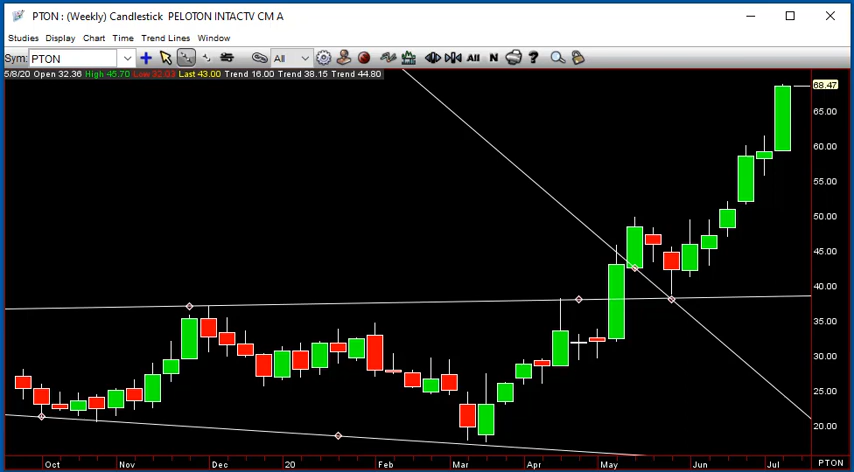 PTON : (Weekly) Candlestick PELOTON INTACTV CM A
Studies Display Chart Time Trend Lines Window
Sym: PTON All All N ?
5/8/20 Open 32.36 High 45.70 Low 32.03 Last 43.00 Trend 16.00 Trend 38.15 Trend 44.80
68.47
65.00
60.00
55.00
50.00
45.00
40.00
35.00
30.00
25.00
20.00
Oct Nov Dec 20 Feb Mar Apr May Jun Jul PTON